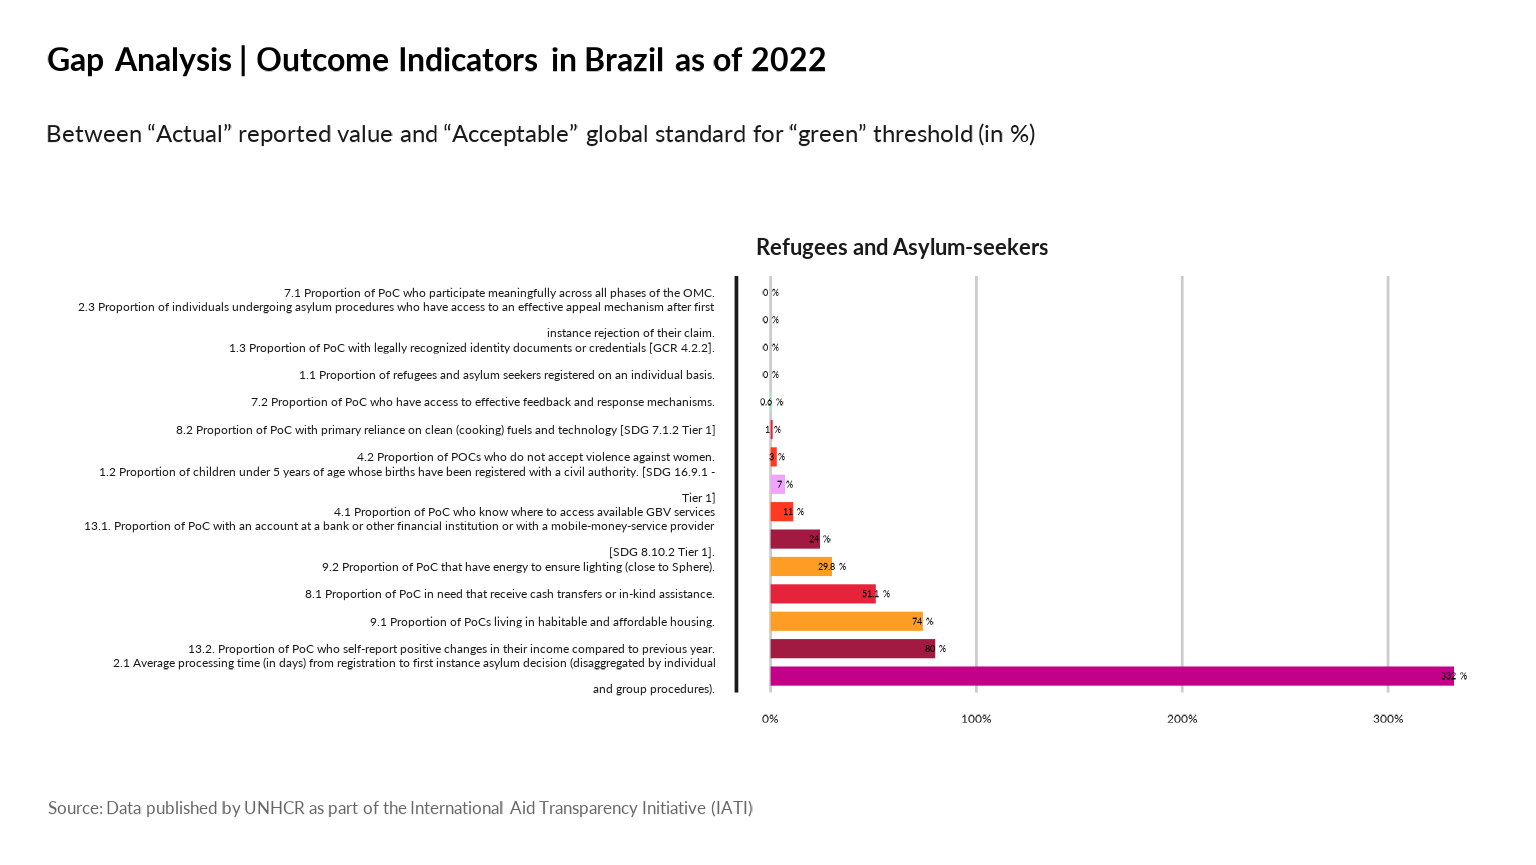 Gap Analysis | Outcome Indicators in Brazil as of 2022
Between “Actual” reported value and “Acceptable” global standard for “green” threshold (in %)
Refugees and Asylum-seekers
7.1 Proportion of PoC who participate meaningfully across all phases of the OMC.
0 %
2.3 Proportion of individuals undergoing asylum procedures who have access to an effective appeal mechanism after first
instance rejection of their claim.
0 %
1.3 Proportion of PoC with legally recognized identity documents or credentials [GCR 4.2.2].
0 %
1.1 Proportion of refugees and asylum seekers registered on an individual basis.
0 %
7.2 Proportion of PoC who have access to effective feedback and response mechanisms.
0.6 %
8.2 Proportion of PoC with primary reliance on clean (cooking) fuels and technology [SDG 7.1.2 Tier 1]
1 %
4.2 Proportion of POCs who do not accept violence against women.
3 %
1.2 Proportion of children under 5 years of age whose births have been registered with a civil authority. [SDG 16.9.1 -
Tier 1]
7 %
4.1 Proportion of PoC who know where to access available GBV services
11 %
13.1. Proportion of PoC with an account at a bank or other financial institution or with a mobile-money-service provider
[SDG 8.10.2 Tier 1].
24 %
9.2 Proportion of PoC that have energy to ensure lighting (close to Sphere).
29.8 %
8.1 Proportion of PoC in need that receive cash transfers or in-kind assistance.
51.1 %
9.1 Proportion of PoCs living in habitable and affordable housing.
74 %
13.2. Proportion of PoC who self-report positive changes in their income compared to previous year.
80 %
2.1 Average processing time (in days) from registration to first instance asylum decision (disaggregated by individual
and group procedures).
332 %
0% 100% 200% 300%
Source: Data published by UNHCR as part of the International Aid Transparency Initiative (IATI)